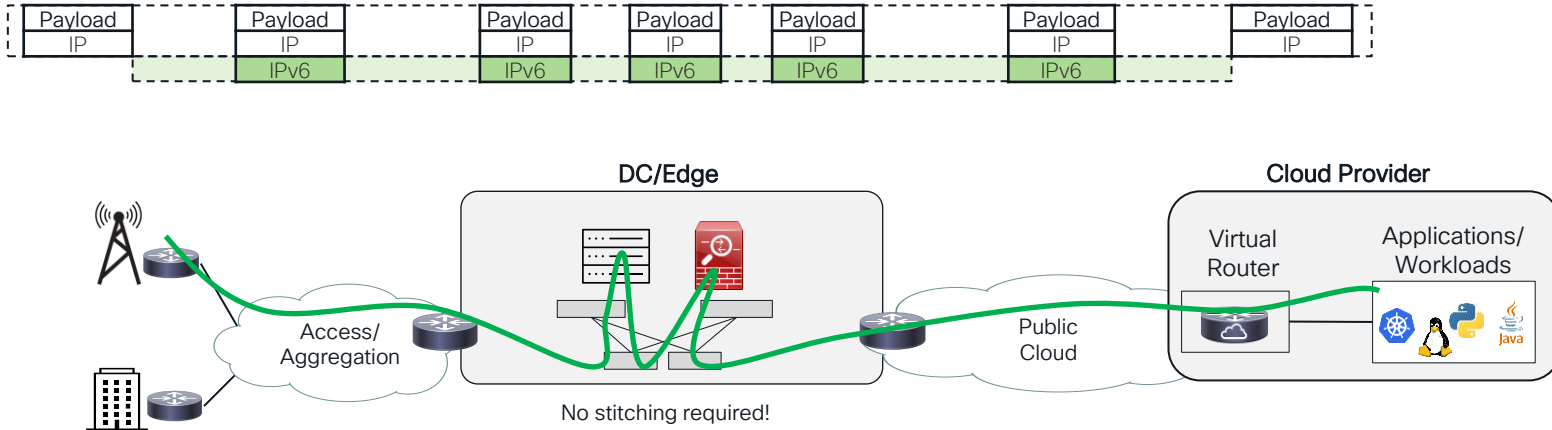 Payload Payload Payload Payload Payload Payload Payload
IP IP IP IP IP IP IP
IPv6 IPv6 IPv6 IPv6 IPv6
DC/Edge
Cloud Provider
Virtual
Router
Applications/
Workloads
Access/
Aggregation
Public
Cloud
Java
No stitching required!